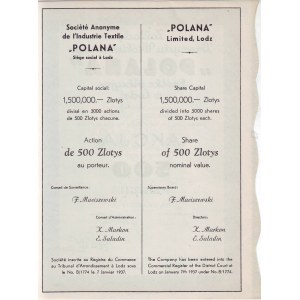 Société Anonyme
de l'Industrie Textile
„POLANA"
Siège social à Lodz
Capital social:
1,500,000.— Zlotys
divisé en 3000 actions
de 500 Zlotys chacune.
Action
de 500 Zlotys
au porteur.
Conseil de Surveillance:
J. Maciszewski
Conseil d'Administration:
K. Markon
E. Saladin
Société inscrite au Registre du Commerce
au Tribunal d'Arrondissement à Lodz sous
le No. B/1774 le 7 Janvier 1937.
„POLANA"
Limited, Lodz
Share Capital
1,500,000.— Zlotys
divided into 3000 shares
of 500 Zlotys each.
Share
of 500 Zlotys
nominal value.
Supervisory Board:
J. Maciszewski
Directors:
K. Markon
E. Saladin
The Company has been entered into the
Commercial Register of the District Court at
Lodz on January 7th 1937 under No. B-1774.